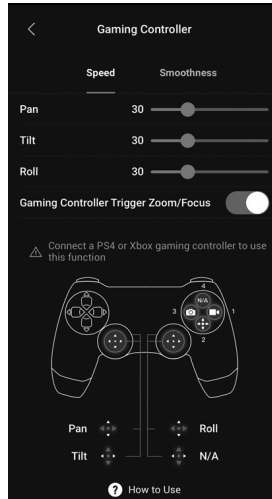 Gaming Controller
Speed Smoothness
Pan 30
Tilt 30
Roll 30
Gaming Controller Trigger Zoom/Focus
Connect a PS4 or Xbox gaming controller to use
this function
4
N/A
3 1
2
Pan Roll
Tilt N/A
? How to Use